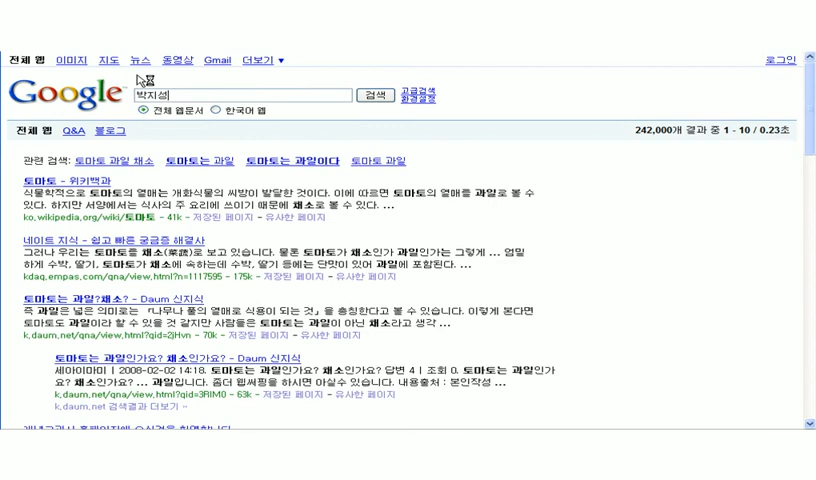 전체 웹 이미지 지도 뉴스 동영상 Gmail 더보기 ▼ 로그인
Google 박지성 검색 고급검색
환경설정
전체 웹문서 한국어 웹
전체 웹 Q&A 블로그 242,000개 결과 중 1 - 10 / 0.23초
관련 검색: 토마토 과일 채소 토마토는 과일 토마토는 과일이다 토마토 과일
토마토 - 위키백과
식물학적으로 토마토의 열매는 개화식물의 씨방이 발달한 것이다. 이에 따르면 토마토의 열매를 과일로 볼 수
있다. 하지만 서양에서는 식사의 주 요리에 쓰이기 때문에 채소로 볼 수 있다. ...
ko.wikipedia.org/wiki/토마토 - 41k - 저장된 페이지 - 유사한 페이지
네이트 지식 - 쉽고 빠른 궁금증 해결사
그러나 우리는 토마토를 채소(菜蔬)로 보고 있습니다. 물론 토마토가 채소인가 과일인가는 그렇게 ... 엄밀
하게 수박, 딸기, 토마토가 채소에 속하는데 수박, 딸기 등에는 단맛이 있어 과일에 포함된다. ...
kdaq.empas.com/qna/view.html?n=1117595 - 175k - 저장된 페이지 - 유사한 페이지
토마토는 과일?채소? - Daum 신지식
즉 과일은 넓은 의미로는 『나무나 풀의 열매로 식용이 되는 것』을 총칭한다고 볼 수 있습니다. 이렇게 본다면
토마토도 과일이라 할 수 있을 것 같지만 사람들은 토마토는 과일이 아닌 채소라고 생각 ...
k.daum.net/qna/view.html?qid=2jHvn - 70k - 저장된 페이지 - 유사한 페이지
토마토는 과일인가요? 채소인가요? - Daum 신지식
세아이마미 | 2008-02-02 14:18. 토마토는 과일인가요? 채소인가요? 답변 4 | 조회 0. 토마토는 과일인가
요? 채소인가요? ... 과일입니다. 좀더 웹써핑을 하시면 아실수 있습니다. 내용출처 : 본인작성 ...
k.daum.net/qna/view.html?qid=3RIM0 - 63k - 저장된 페이지 - 유사한 페이지
k.daum.net 검색결과 더보기 »